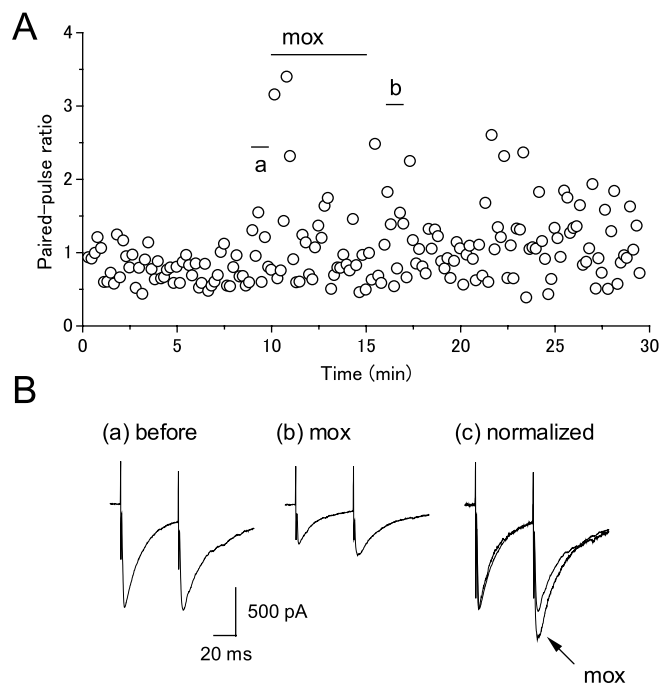 A
mox
b
a
Paired-pulse ratio
4
3
2
1
0
0 5 10 15 20 25 30
Time (min)
B
(a) before (b) mox (c) normalized
500 pA
20 ms
mox